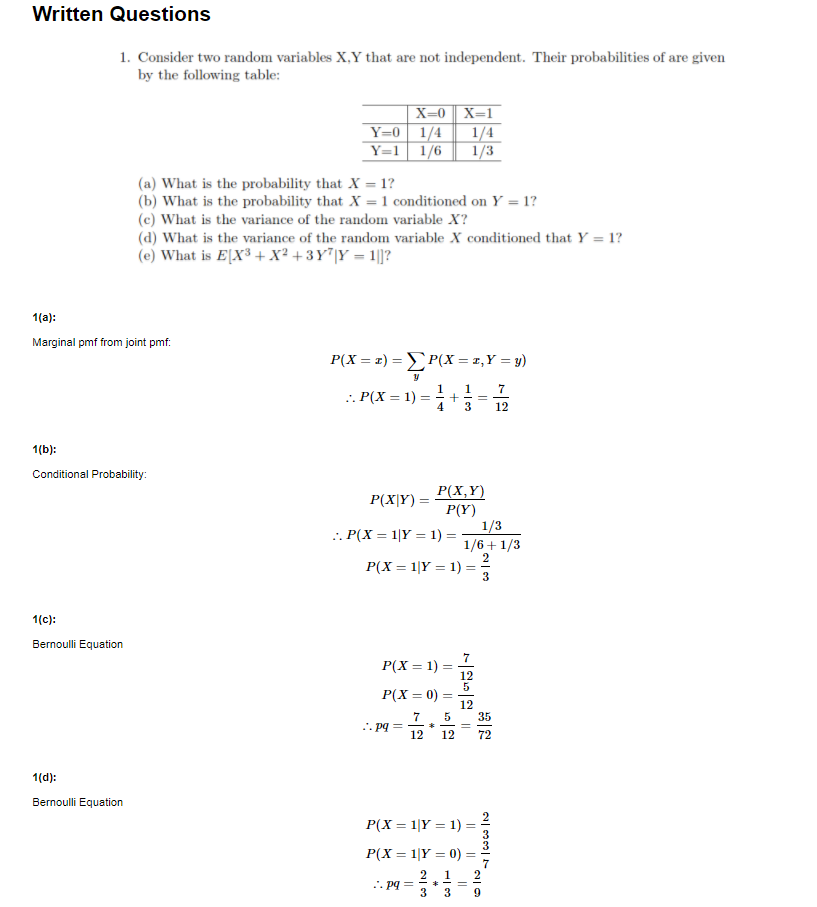 Written Questions
1. Consider two random variables X,Y that are not independent. Their probabilities of are given
by the following table:
X=0 X=1
Y=0 1/4 1/4
Y=1 1/6 1/3
(a) What is the probability that X = 1?
(b) What is the probability that X = 1 conditioned on Y = 1?
(c) What is the variance of the random variable X?
(d) What is the variance of the random variable X conditioned that Y = 1?
(e) What is E[X³ + X² + 3Y⁷|Y = 1|]?
1(a):
Marginal pmf from joint pmf:
P(X = x) = ∑_y P(X = x, Y = y)
∴ P(X = 1) = 1/4 + 1/3 = 7/12
1(b):
Conditional Probability:
P(X|Y) = P(X,Y)/P(Y)
∴ P(X = 1|Y = 1) = (1/3)/(1/6 + 1/3)
P(X = 1|Y = 1) = 2/3
1(c):
Bernoulli Equation
P(X = 1) = 7/12
P(X = 0) = 5/12
∴ pq = 7/12 * 5/12 = 35/72
1(d):
Bernoulli Equation
P(X = 1|Y = 1) = 2/3
P(X = 1|Y = 0) = 3/7
∴ pq = 2/3 * 1/3 = 2/9